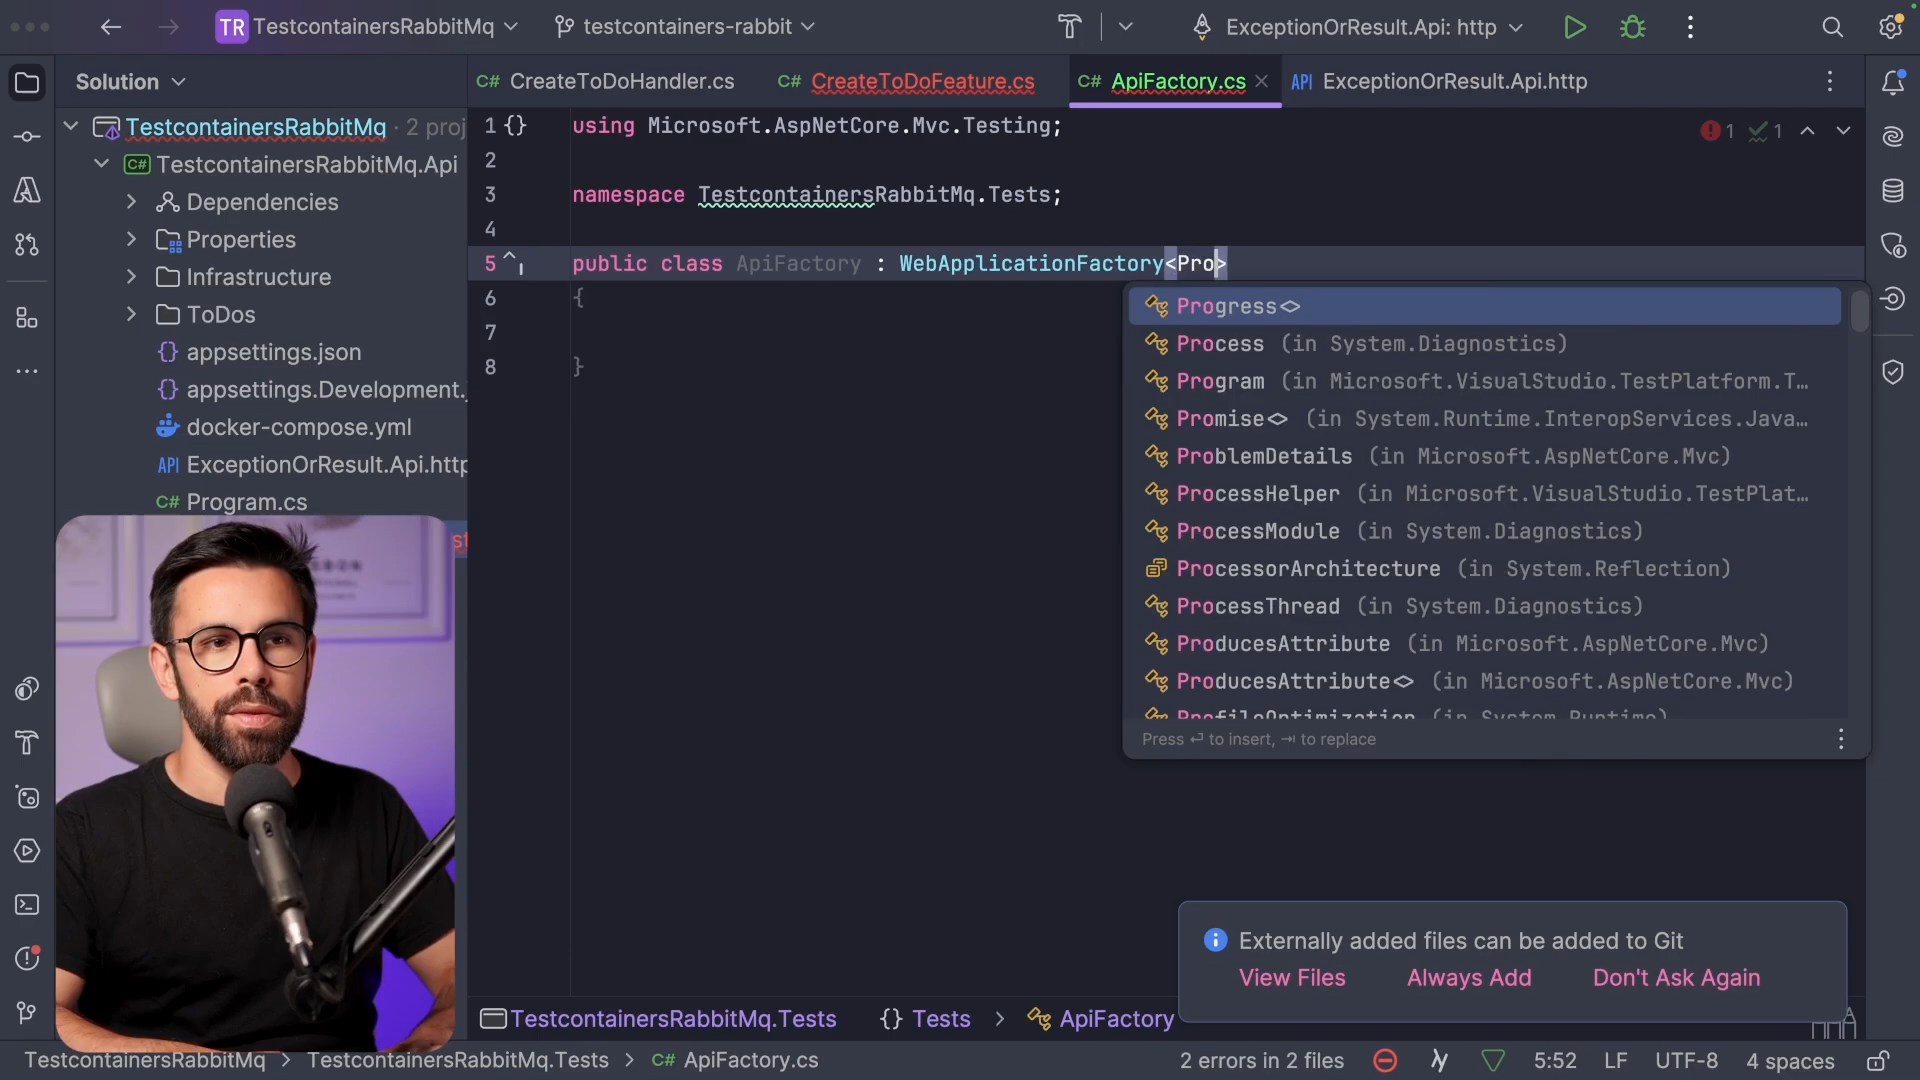 TR TestcontainersRabbitMq
testcontainers-rabbit
ExceptionOrResult.Api: http
Solution
C# CreateToDoHandler.cs
C# CreateToDoFeature.cs
C# ApiFactory.cs
API ExceptionOrResult.Api.http
TestcontainersRabbitMq · 2 proj
C# TestcontainersRabbitMq.Api
Dependencies
Properties
Infrastructure
ToDos
{} appsettings.json
{} appsettings.Development.
docker-compose.yml
API ExceptionOrResult.Api.http
C# Program.cs
1 {} using Microsoft.AspNetCore.Mvc.Testing;
2
3 namespace TestcontainersRabbitMq.Tests;
4
5 public class ApiFactory : WebApplicationFactory<Pro>
6 {
7
8 }
1 1
Progress<>
Process (in System.Diagnostics)
Program (in Microsoft.VisualStudio.TestPlatform.T…
Promise<> (in System.Runtime.InteropServices.Java…
ProblemDetails (in Microsoft.AspNetCore.Mvc)
ProcessHelper (in Microsoft.VisualStudio.TestPlat…
ProcessModule (in System.Diagnostics)
ProcessorArchitecture (in System.Reflection)
ProcessThread (in System.Diagnostics)
ProducesAttribute (in Microsoft.AspNetCore.Mvc)
ProducesAttribute<> (in Microsoft.AspNetCore.Mvc)
ProfileOptimization (in System.Runtime)
Press ⏎ to insert, ⇥ to replace
Externally added files can be added to Git
View Files Always Add Don't Ask Again
TestcontainersRabbitMq.Tests {} Tests > ApiFactory
TestcontainersRabbitMq > TestcontainersRabbitMq.Tests > C# ApiFactory.cs
2 errors in 2 files 5:52 LF UTF-8 4 spaces